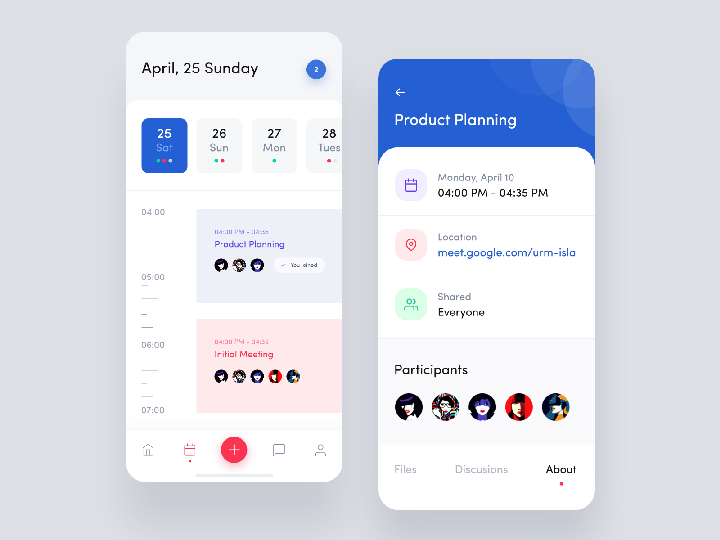 April, 25 Sunday
2
25
Sat
26
Sun
27
Mon
28
Tues
04:00
04:30 PM - 04:35
Product Planning
You joined
05:00
04:30 PM - 04:35
Initial Meeting
06:00
07:00
Product Planning
Monday, April 10
04:00 PM - 04:35 PM
Location
meet.google.com/urm-isla
Shared
Everyone
Participants
Files
Discusions
About